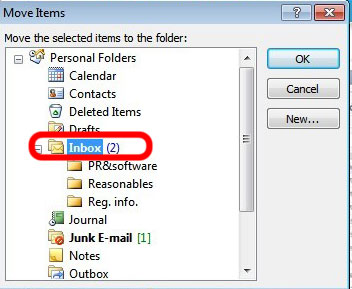 Move Items
Move the selected items to the folder:
Personal Folders
Calendar
Contacts
Deleted Items
Drafts
Inbox (2)
PR&software
Reasonables
Reg. info.
Journal
Junk E-mail [1]
Notes
Outbox
OK
Cancel
New...